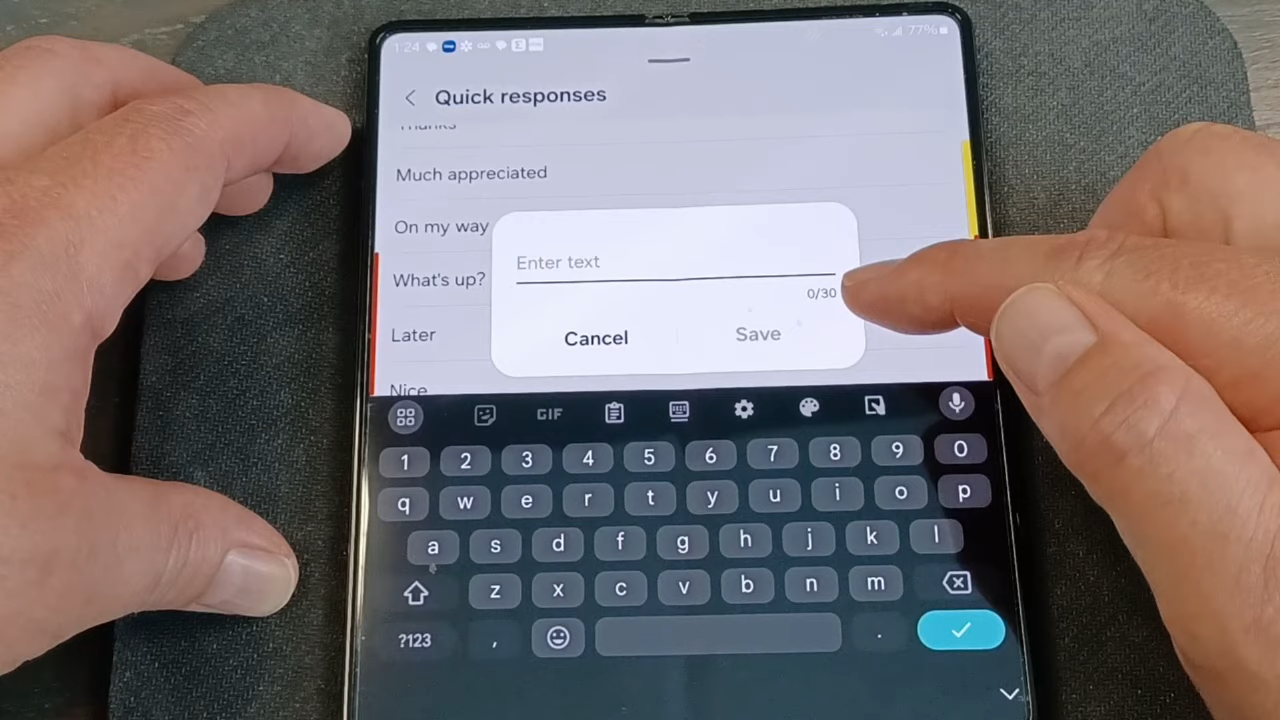 1:24
77%
Quick responses
Thanks
Much appreciated
On my way
What's up?
Later
Nice
Enter text
0/30
Cancel
Save
GIF
1 2 3 4 5 6 7 8 9 0
q w e r t y u i o p
a s d f g h j k l
z x c v b n m
?123 , .